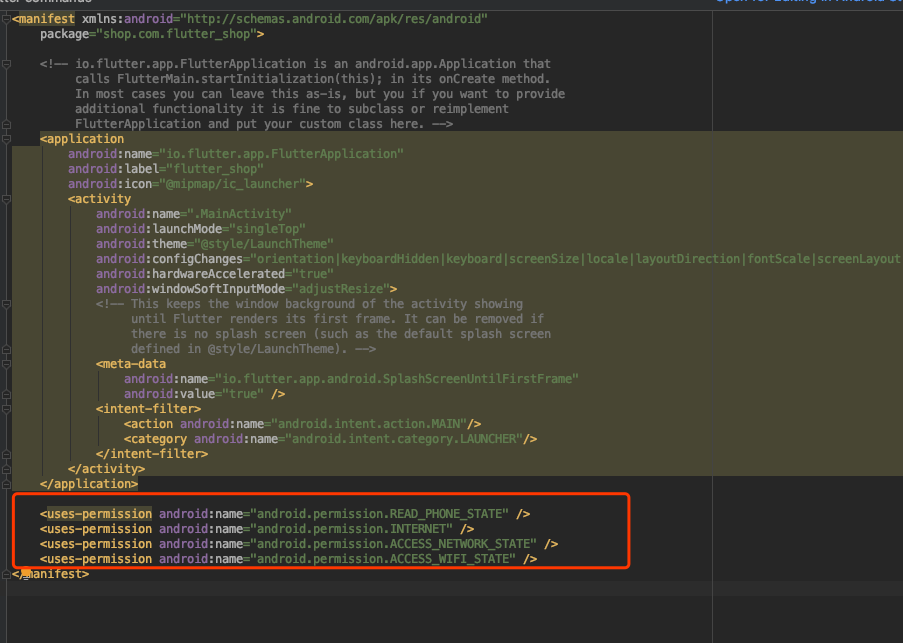 <manifest xmlns:android="http://schemas.android.com/apk/res/android"
    package="shop.com.flutter_shop">

    <!-- io.flutter.app.FlutterApplication is an android.app.Application that
         calls FlutterMain.startInitialization(this); in its onCreate method.
         In most cases you can leave this as-is, but you if you want to provide
         additional functionality it is fine to subclass or reimplement
         FlutterApplication and put your custom class here. -->
    <application
        android:name="io.flutter.app.FlutterApplication"
        android:label="flutter_shop"
        android:icon="@mipmap/ic_launcher">
        <activity
            android:name=".MainActivity"
            android:launchMode="singleTop"
            android:theme="@style/LaunchTheme"
            android:configChanges="orientation|keyboardHidden|keyboard|screenSize|locale|layoutDirection|fontScale|screenLayout
            android:hardwareAccelerated="true"
            android:windowSoftInputMode="adjustResize">
            <!-- This keeps the window background of the activity showing
                 until Flutter renders its first frame. It can be removed if
                 there is no splash screen (such as the default splash screen
                 defined in @style/LaunchTheme). -->
            <meta-data
                android:name="io.flutter.app.android.SplashScreenUntilFirstFrame"
                android:value="true" />
            <intent-filter>
                <action android:name="android.intent.action.MAIN"/>
                <category android:name="android.intent.category.LAUNCHER"/>
            </intent-filter>
        </activity>
    </application>

    <uses-permission android:name="android.permission.READ_PHONE_STATE" />
    <uses-permission android:name="android.permission.INTERNET" />
    <uses-permission android:name="android.permission.ACCESS_NETWORK_STATE" />
    <uses-permission android:name="android.permission.ACCESS_WIFI_STATE" />
</manifest>